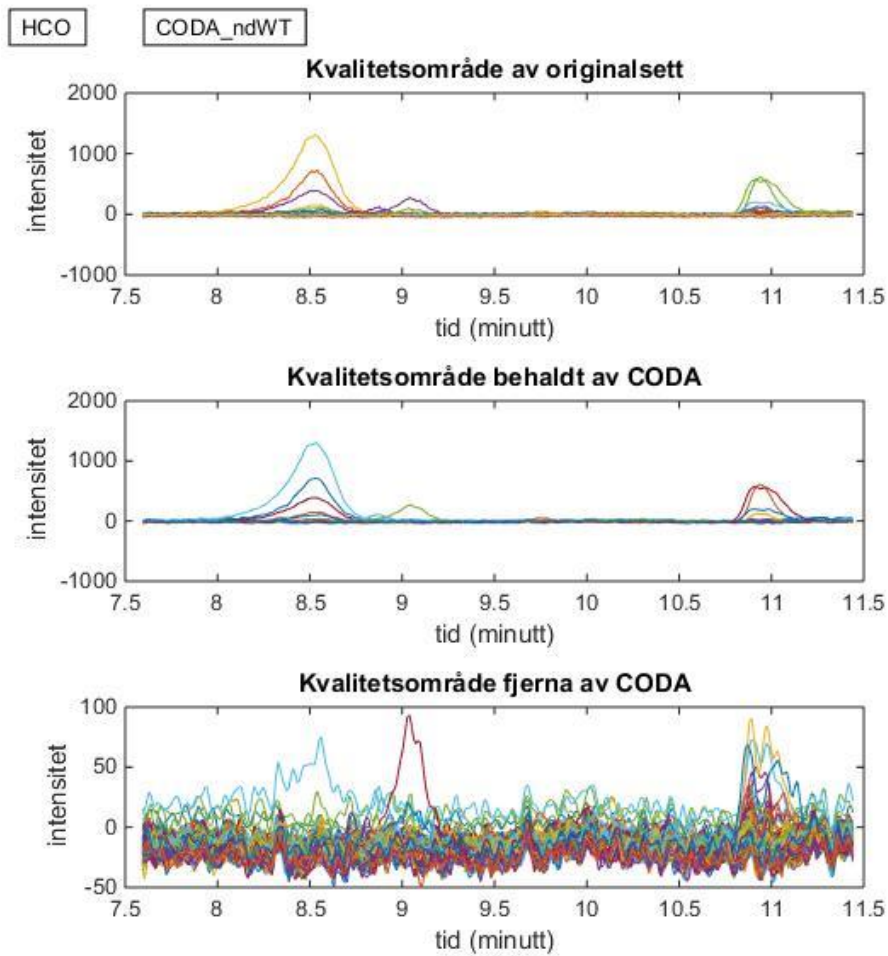 HCO CODA_ndWT
Kvalitetsområde av originalsett
2000
1000
0
-1000
intensitet
7.5 8 8.5 9 9.5 10 10.5 11 11.5
tid (minutt)
Kvalitetsområde behaldt av CODA
2000
1000
0
-1000
intensitet
7.5 8 8.5 9 9.5 10 10.5 11 11.5
tid (minutt)
Kvalitetsområde fjerna av CODA
100
50
0
-50
intensitet
7.5 8 8.5 9 9.5 10 10.5 11 11.5
tid (minutt)